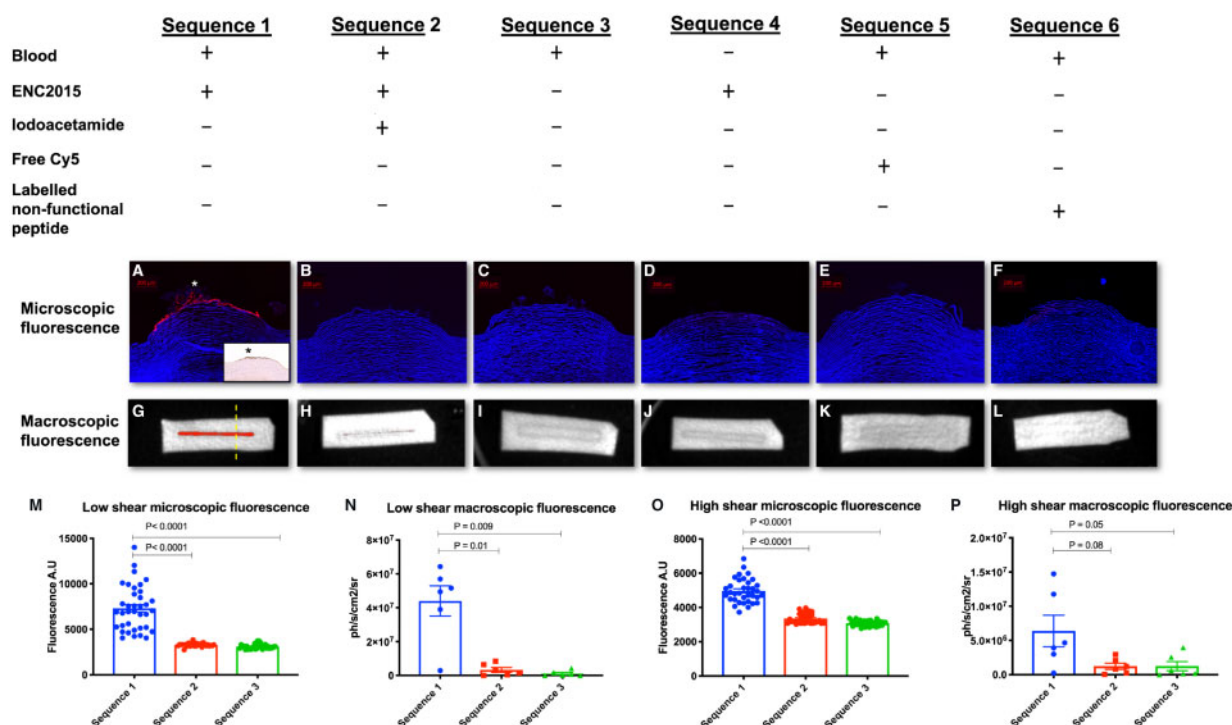 Sequence 1 Sequence 2 Sequence 3 Sequence 4 Sequence 5 Sequence 6
Blood + + + – + +
ENC2015 + + – + – –
Iodoacetamide – + – – – –
Free Cy5 – – – – + –
Labelled
non-functional – – – – – +
peptide
Microscopic
fluorescence
A * *
B
C
D
E
F
Macroscopic
fluorescence
G
H
I
J
K
L
M Low shear microscopic fluorescence
P< 0.0001
P< 0.0001
Fluorescence A.U
15000
10000
5000
0
Sequence 1 Sequence 2 Sequence 3
N Low shear macroscopic fluorescence
P = 0.009
P = 0.01
ph/s/cm2/sr
8×10⁷
6×10⁷
4×10⁷
2×10⁷
0
Sequence 1 Sequence 2 Sequence 3
O High shear microscopic fluorescence
P <0.0001
P <0.0001
Fluorescence A.U
8000
6000
4000
2000
0
Sequence 1 Sequence 2 Sequence 3
P High shear macroscopic fluorescence
P = 0.05
P = 0.08
ph/s/cm2/sr
2.0×10⁷
1.5×10⁷
1.0×10⁷
5.0×10⁶
0
Sequence 1 Sequence 2 Sequence 3